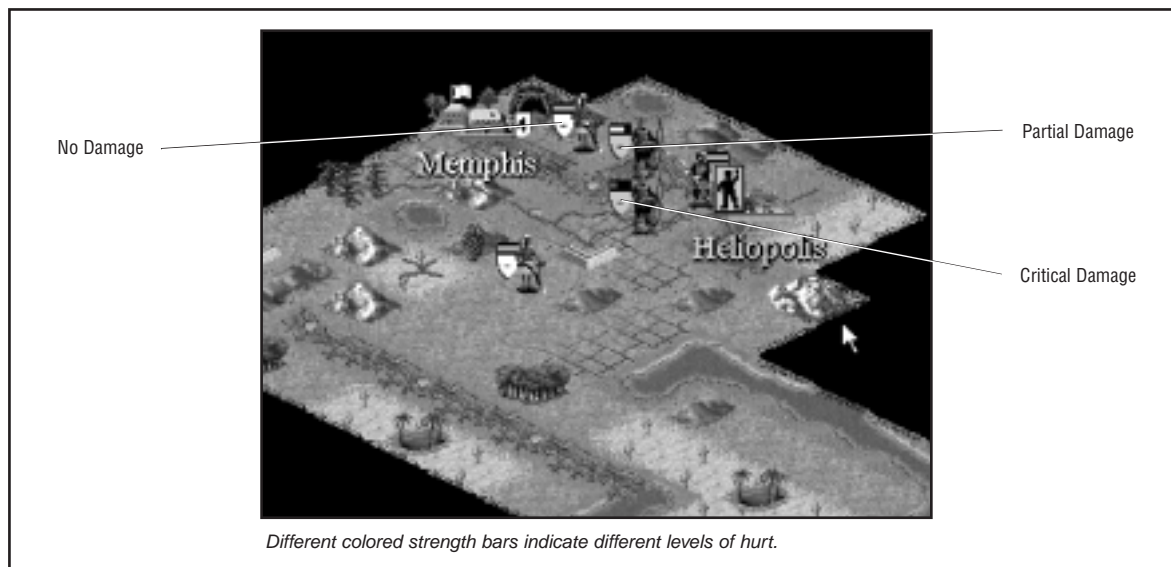 No Damage
Partial Damage
Memphis
Heliopolis
Critical Damage
Different colored strength bars indicate different levels of hurt.